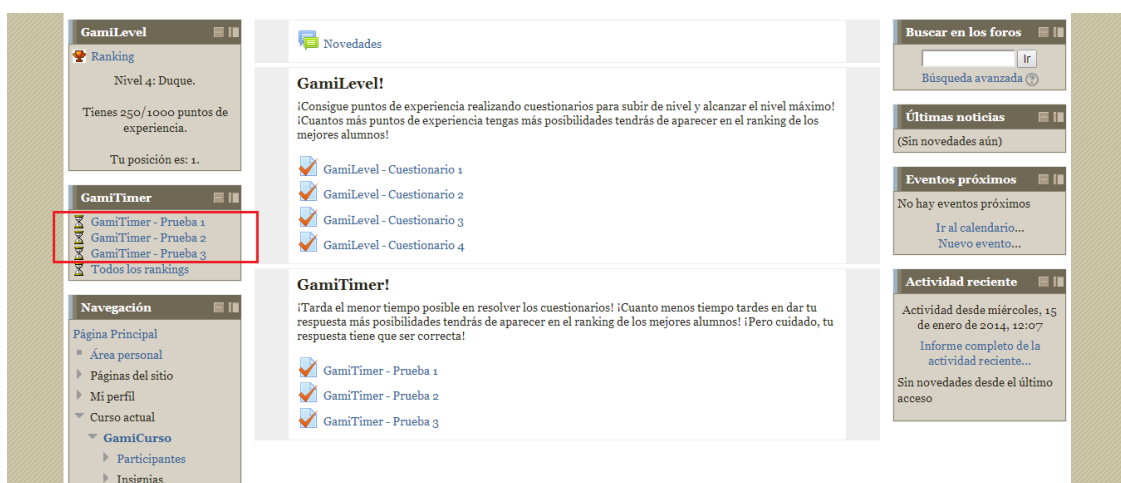 GamiLevel
Ranking
Nivel 4: Duque.
Tienes 250/1000 puntos de
experiencia.
Tu posición es: 1.
GamiTimer
GamiTimer - Prueba 1
GamiTimer - Prueba 2
GamiTimer - Prueba 3
Todos los rankings
Navegación
Página Principal
Área personal
Páginas del sitio
Mi perfil
Curso actual
GamiCurso
Participantes
Insignias
Novedades
GamiLevel!
¡Consigue puntos de experiencia realizando cuestionarios para subir de nivel y alcanzar el nivel máximo!
¡Cuantos más puntos de experiencia tengas más posibilidades tendrás de aparecer en el ranking de los
mejores alumnos!
GamiLevel - Cuestionario 1
GamiLevel - Cuestionario 2
GamiLevel - Cuestionario 3
GamiLevel - Cuestionario 4
GamiTimer!
¡Tarda el menor tiempo posible en resolver los cuestionarios! ¡Cuanto menos tiempo tardes en dar tu
respuesta más posibilidades tendrás de aparecer en el ranking de los mejores alumnos! ¡Pero cuidado, tu
respuesta tiene que ser correcta!
GamiTimer - Prueba 1
GamiTimer - Prueba 2
GamiTimer - Prueba 3
Buscar en los foros
Ir
Búsqueda avanzada ?
Últimas noticias
(Sin novedades aún)
Eventos próximos
No hay eventos próximos
Ir al calendario...
Nuevo evento...
Actividad reciente
Actividad desde miércoles, 15
de enero de 2014, 12:07
Informe completo de la
actividad reciente...
Sin novedades desde el último
acceso